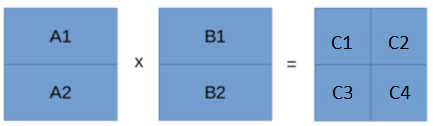 A1 B1 C1 C2
x =
A2 B2 C3 C4